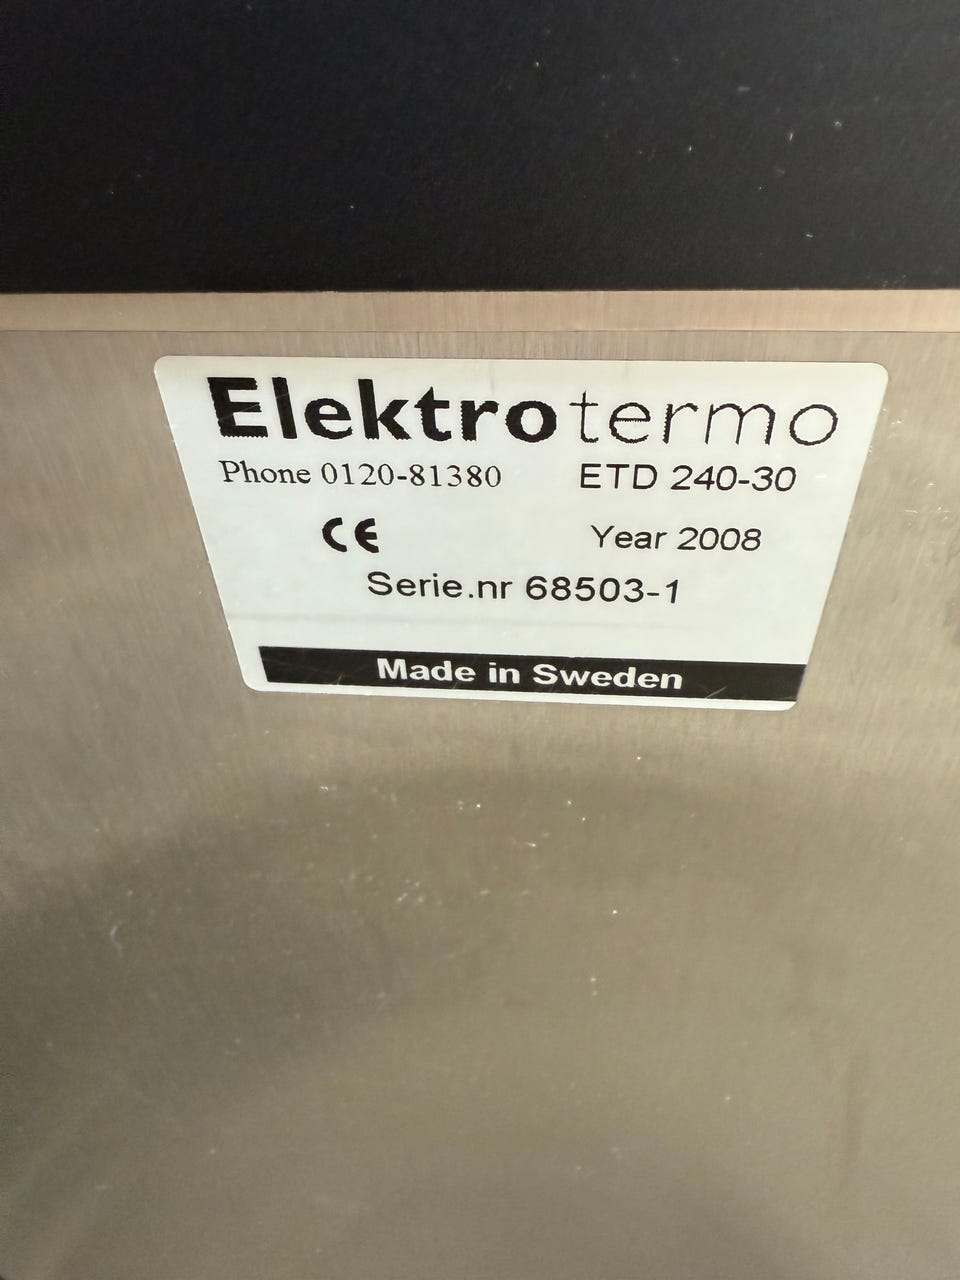 Elektrotermo
Phone 0120-81380 ETD 240-30
CE Year 2008
Serie.nr 68503-1
Made in Sweden